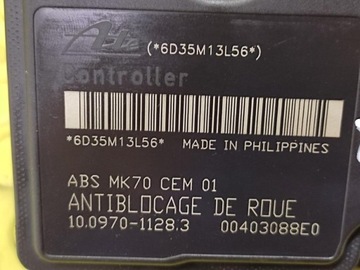 Ate (*6D35M13L56*)
Controller
*6D35M13L56* MADE IN PHILIPPINES
ABS MK70 CEM 01
ANTIBLOCAGE DE ROUE
10.0970-1128.3 00403088E0